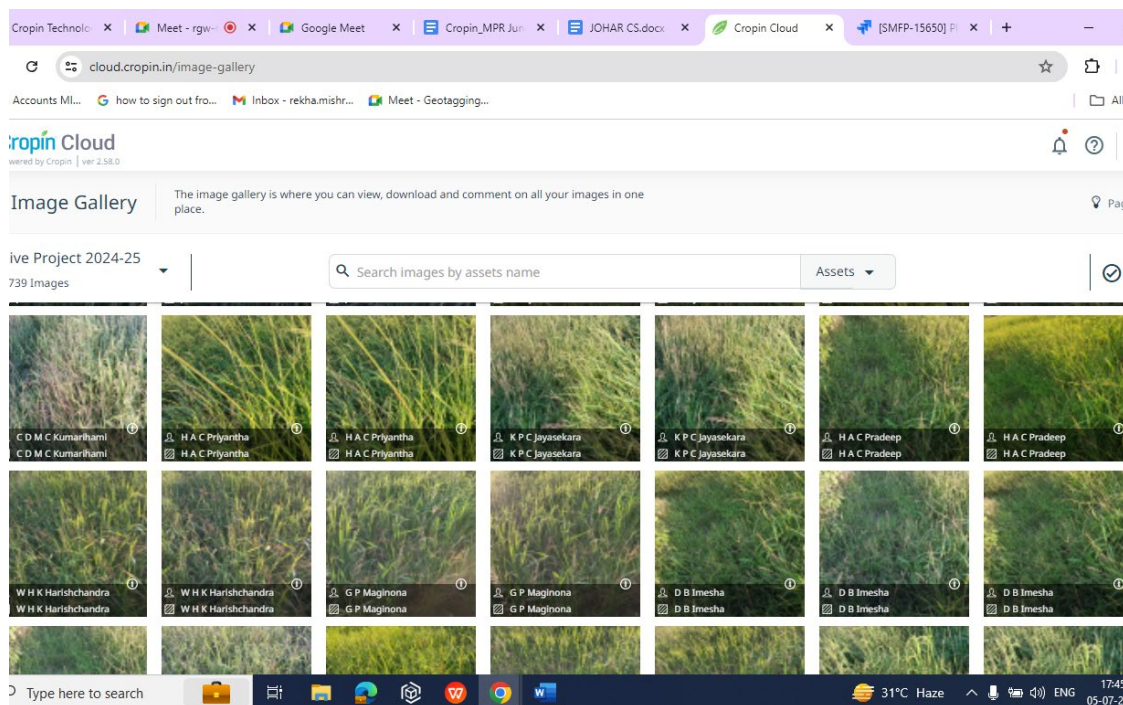 Cropin Technolo Meet - rgw- Google Meet Cropin_MPR Jun JOHAR CS.docx Cropin Cloud [SMFP-15650] P
cloud.cropin.in/image-gallery
Accounts MI... how to sign out fro... Inbox - rekha.mishr... Meet - Geotagging... All
Cropin Cloud
wered by Cropin | ver 2.58.0
Image Gallery The image gallery is where you can view, download and comment on all your images in one
place. Pag
ive Project 2024-25
739 Images
Search images by assets name Assets
C D M C Kumarihami H A C Priyantha H A C Priyantha K P C Jayasekara K P C Jayasekara H A C Pradeep H A C Pradeep
C D M C Kumarihami H A C Priyantha H A C Priyantha K P C Jayasekara K P C Jayasekara H A C Pradeep H A C Pradeep
W H K Harishchandra W H K Harishchandra G P Maginona G P Maginona D B Imesha D B Imesha D B Imesha
W H K Harishchandra W H K Harishchandra G P Maginona G P Maginona D B Imesha D B Imesha D B Imesha
Type here to search 31°C Haze ENG 17:45
05-07-2